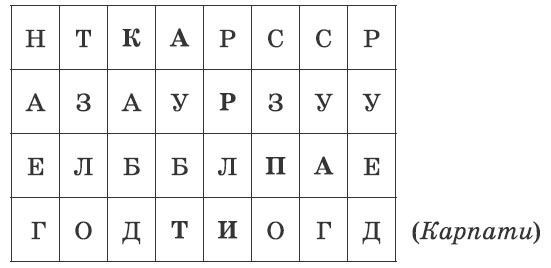 Н Т К А Р С С Р
А З А У Р З У У
Е Л Б Б Л П А Е
Г О Д Т И О Г Д (Карпати)